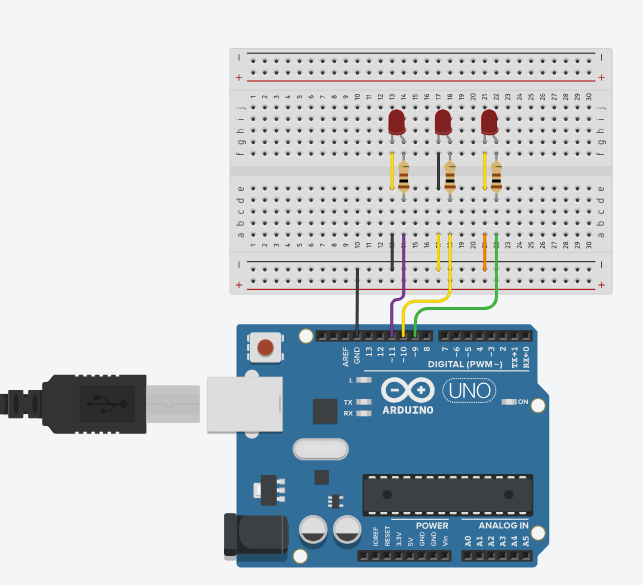 − −
+ +
1 2 3 4 5 6 7 8 9 10 11 12 13 14 15 16 17 18 19 20 21 22 23 24 25 26 27 28 29 30
j j
i i
h h
g g
f f
e e
d d
c c
b b
a a
1 2 3 4 5 6 7 8 9 10 11 12 13 14 15 16 17 18 19 20 21 22 23 24 25 26 27 28 29 30
− −
+ +
AREF GND 13 12 ~11 ~10 ~9 8 7 ~6 ~5 4 ~3 2 TX→1 RX←0
DIGITAL (PWM~)
L
TX
RX
ARDUINO
UNO
ON
POWER ANALOG IN
IOREF RESET 3.3V 5V GND GND Vin A0 A1 A2 A3 A4 A5